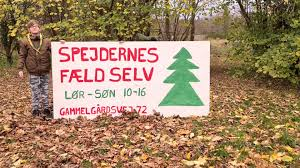 SPEJDERNES
FÆLD SELV
LØR - SØN 10-16
GAMMELGÅRDSVEJ 72